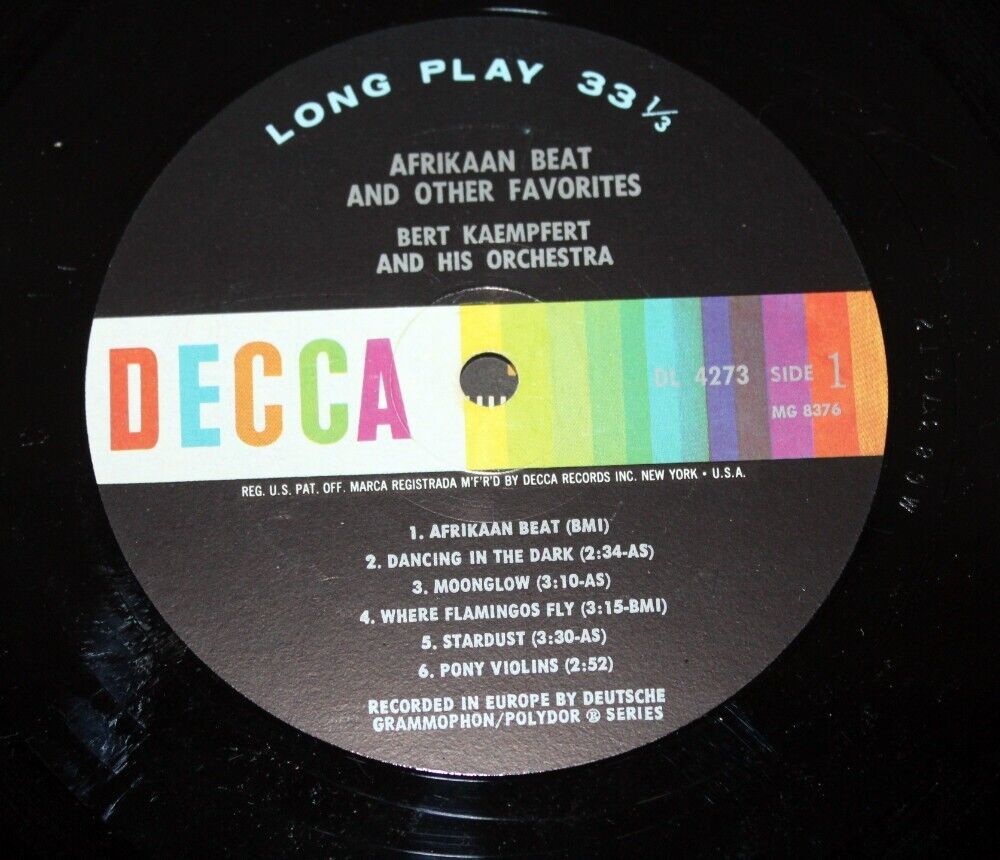 LONG PLAY 33 1/3
AFRIKAAN BEAT
AND OTHER FAVORITES
BERT KAEMPFERT
AND HIS ORCHESTRA
DECCA
DL 4273 SIDE 1
MG 8376
REG. U.S. PAT. OFF. MARCA REGISTRADA M'F'R'D BY DECCA RECORDS INC. NEW YORK • U.S.A.
1. AFRIKAAN BEAT (BMI)
2. DANCING IN THE DARK (2:34-AS)
3. MOONGLOW (3:10-AS)
4. WHERE FLAMINGOS FLY (3:15-BMI)
5. STARDUST (3:30-AS)
6. PONY VIOLINS (2:52)
RECORDED IN EUROPE BY DEUTSCHE
GRAMMOPHON/POLYDOR ® SERIES